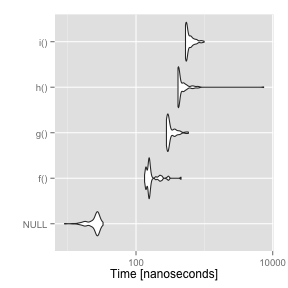 i()
h()
g()
f()
NULL
100
10000
Time [nanoseconds]